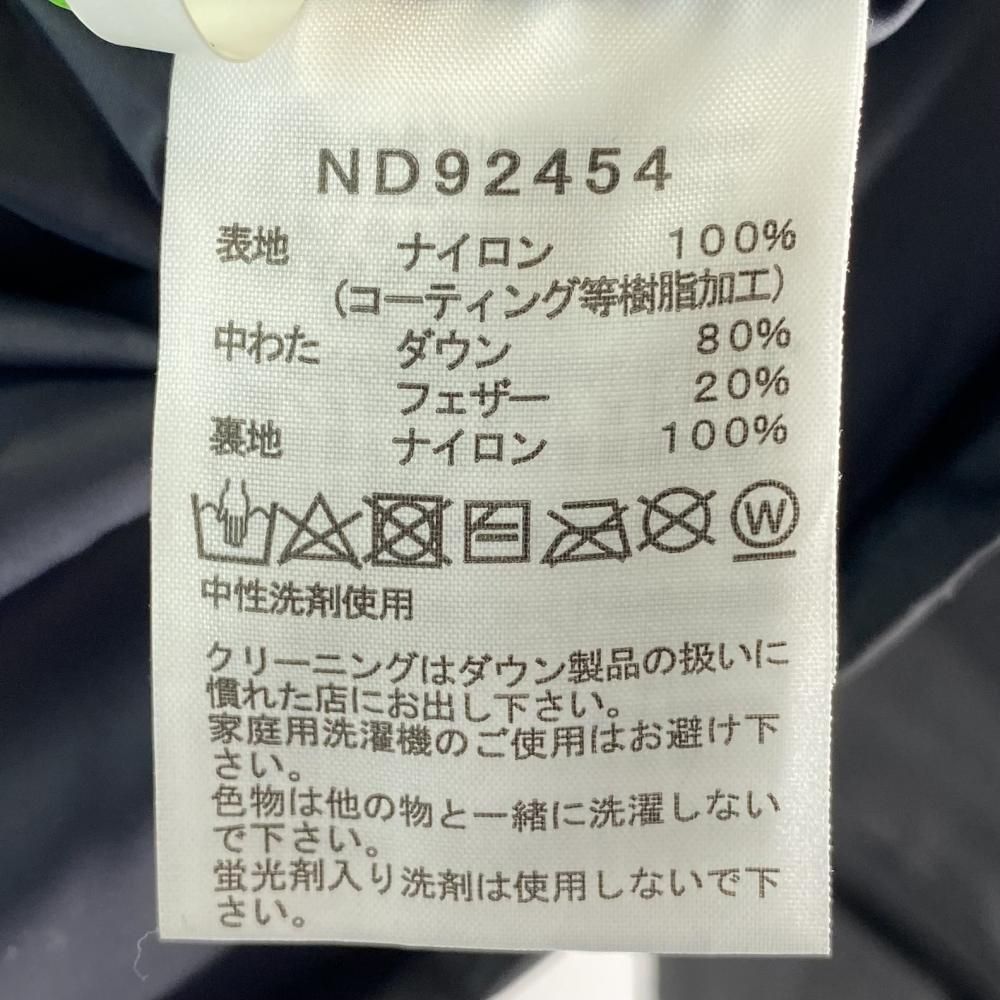 ND92454
表地 ナイロン 100%
(コーティング等樹脂加工)
中わた ダウン 80%
フェザー 20%
裏地 ナイロン 100%
W
中性洗剤使用
クリーニングはダウン製品の扱いに
慣れた店にお出し下さい。
家庭用洗濯機のご使用はお避け下
さい。
色物は他の物と一緒に洗濯しない
で下さい。
蛍光剤入り洗剤は使用しないで下
さい。